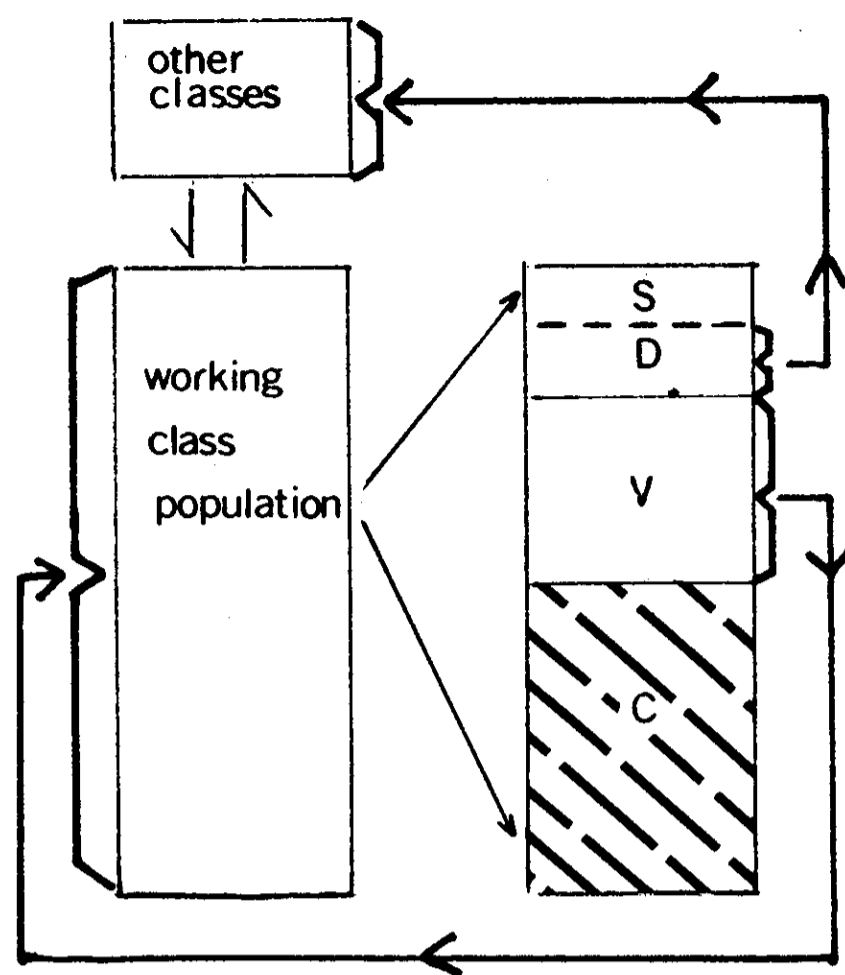 other
classes
working
class
population
S
D
V
C